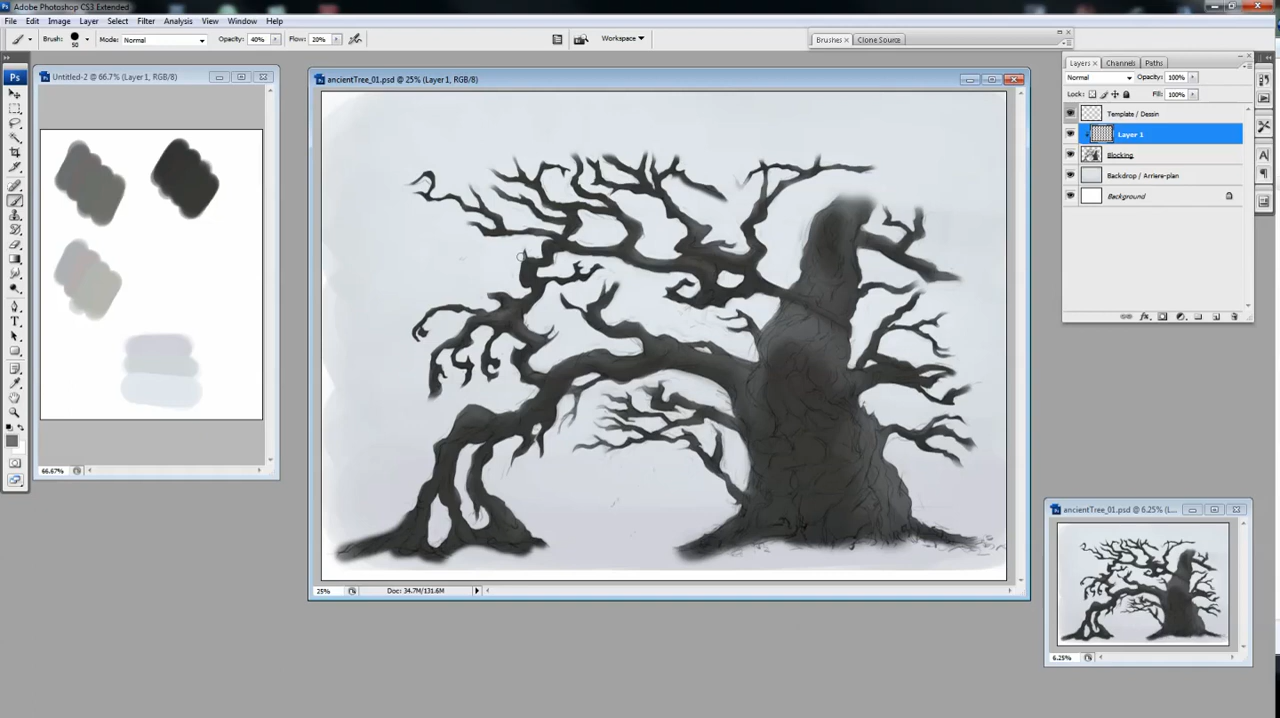 Adobe Photoshop CS3 Extended
File Edit Image Layer Select Filter Analysis View Window Help
Brush: 50 Mode: Normal Opacity: 40% Flow: 20% Workspace Brushes Clone Source
Ps Untitled-2 @ 66.7% (Layer 1, RGB/8)
ancientTree_01.psd @ 25% (Layer 1, RGB/8)
Layers Channels Paths
Normal Opacity: 100%
Lock: Fill: 100%
Template / Dessin
Layer 1
Blocking
Backdrop / Arriere-plan
Background
66.67%
25% Doc: 34.7M/131.6M
ancientTree_01.psd @ 6.25% (L...
6.25%